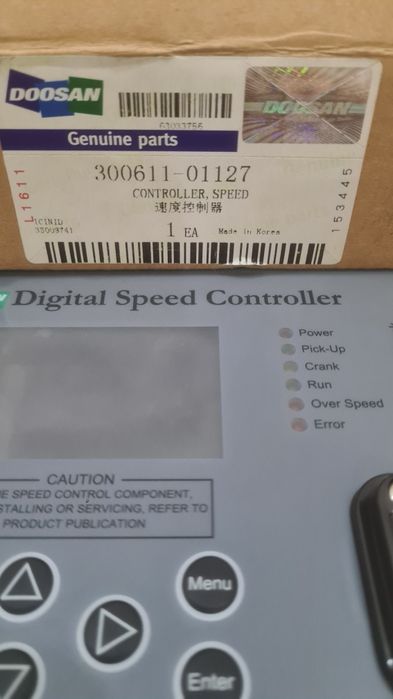 DOOSAN
63033786
DOOSAN
Genuine parts
300611-01127
CONTROLLER, SPEED
速度控制器
L1611
153445
1 EA Made in Korea
Digital Speed Controller
Power
Pick-Up
Crank
Run
Over Speed
Error
CAUTION
SPEED CONTROL COMPONENT,
OR SERVICING, REFER TO
PRODUCT PUBLICATION
Menu
Enter